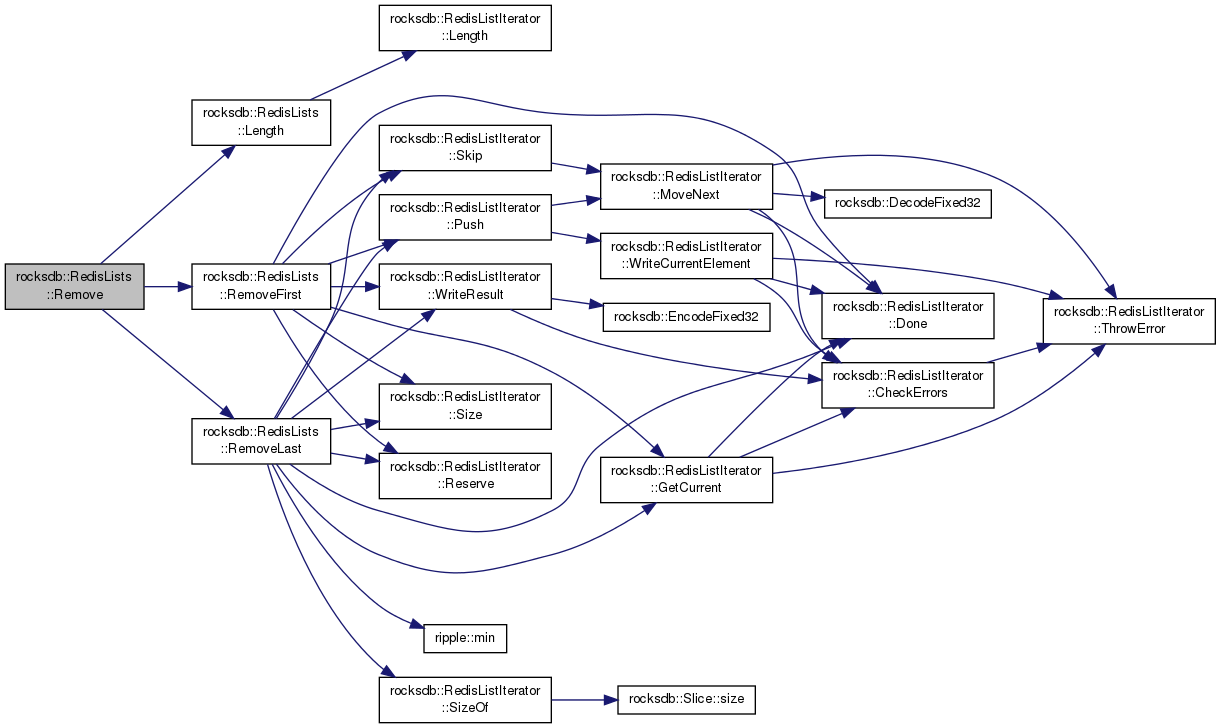 rocksdb::RedisLists
::Remove
rocksdb::RedisLists
::Length
rocksdb::RedisListIterator
::Length
rocksdb::RedisLists
::RemoveFirst
rocksdb::RedisLists
::RemoveLast
rocksdb::RedisListIterator
::Skip
rocksdb::RedisListIterator
::Push
rocksdb::RedisListIterator
::WriteResult
rocksdb::RedisListIterator
::Size
rocksdb::RedisListIterator
::Reserve
ripple::min
rocksdb::RedisListIterator
::SizeOf
rocksdb::RedisListIterator
::MoveNext
rocksdb::RedisListIterator
::WriteCurrentElement
rocksdb::EncodeFixed32
rocksdb::RedisListIterator
::GetCurrent
rocksdb::Slice::size
rocksdb::DecodeFixed32
rocksdb::RedisListIterator
::Done
rocksdb::RedisListIterator
::CheckErrors
rocksdb::RedisListIterator
::ThrowError